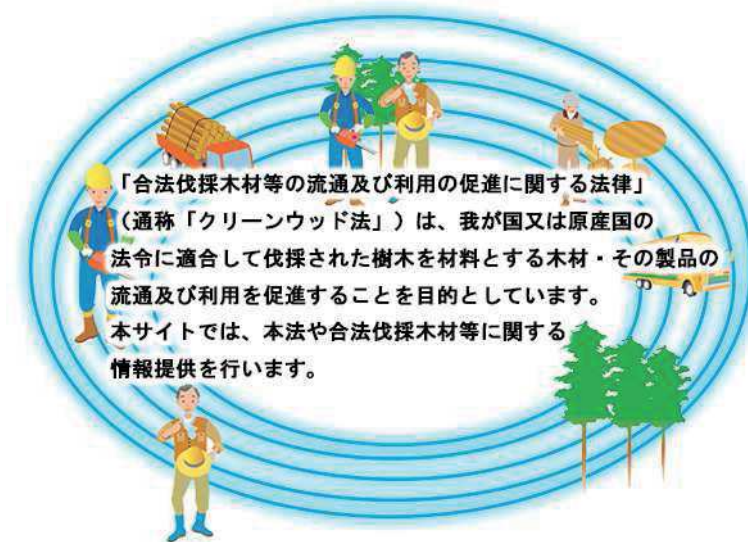 「合法伐採木材等の流通及び利用の促進に関する法律」
（通称「クリーンウッド法」）は、我が国又は原産国の
法令に適合して伐採された樹木を材料とする木材・その製品の
流通及び利用を促進することを目的としています。
本サイトでは、本法や合法伐採木材等に関する
情報提供を行います。